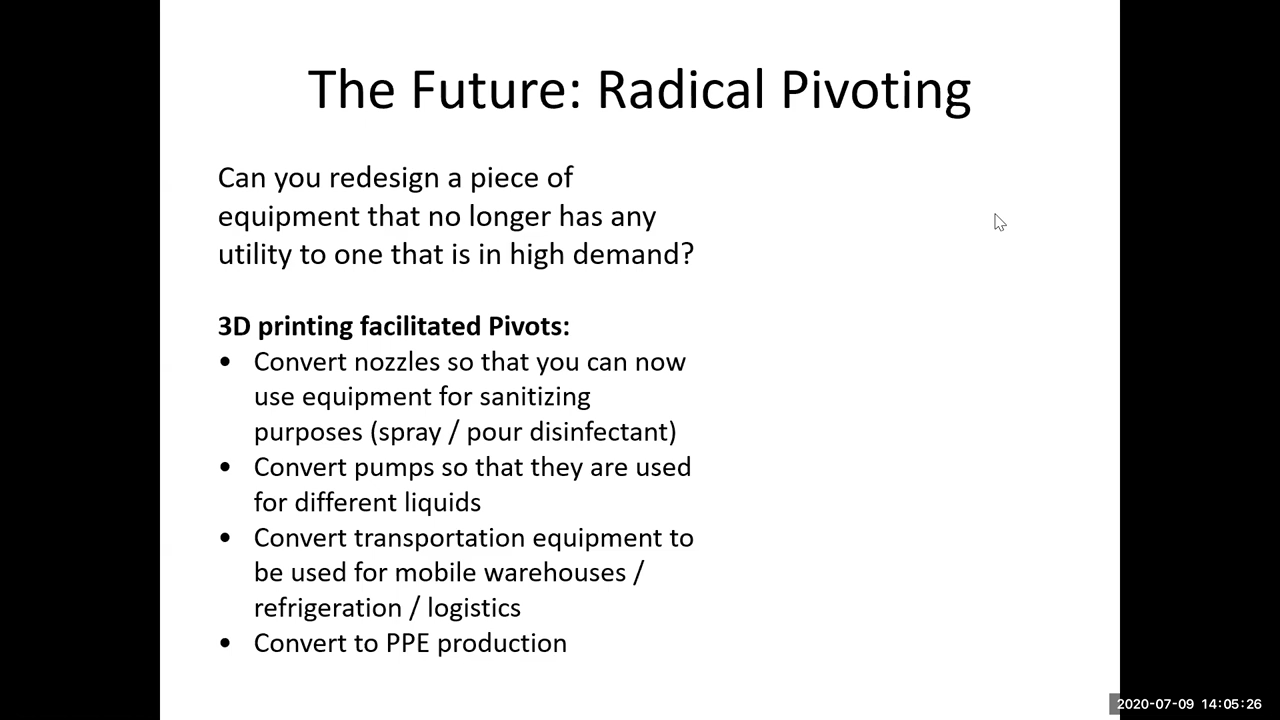 The Future: Radical Pivoting
Can you redesign a piece of
equipment that no longer has any
utility to one that is in high demand?
3D printing facilitated Pivots:
• Convert nozzles so that you can now
use equipment for sanitizing
purposes (spray / pour disinfectant)
• Convert pumps so that they are used
for different liquids
• Convert transportation equipment to
be used for mobile warehouses /
refrigeration / logistics
• Convert to PPE production
2020-07-09 14:05:26